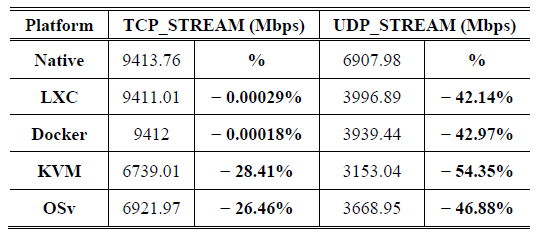 Platform TCP_STREAM (Mbps) UDP_STREAM (Mbps)
Native 9413.76 % 6907.98 %
LXC 9411.01 − 0.00029% 3996.89 − 42.14%
Docker 9412 − 0.00018% 3939.44 − 42.97%
KVM 6739.01 − 28.41% 3153.04 − 54.35%
OSv 6921.97 − 26.46% 3668.95 − 46.88%